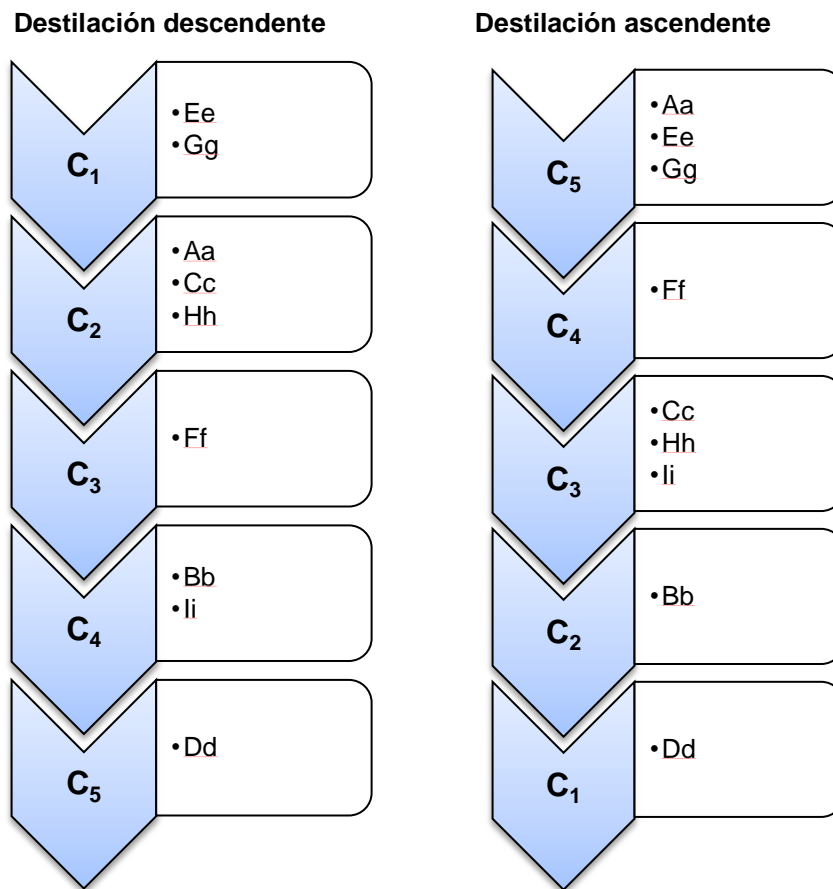 Destilación descendente
C₁
•Ee
•Gg
C₂
•Aa
•Cc
•Hh
C₃
•Ff
C₄
•Bb
•Ii
C₅
•Dd
Destilación ascendente
C₅
•Aa
•Ee
•Gg
C₄
•Ff
C₃
•Cc
•Hh
•Ii
C₂
•Bb
C₁
•Dd